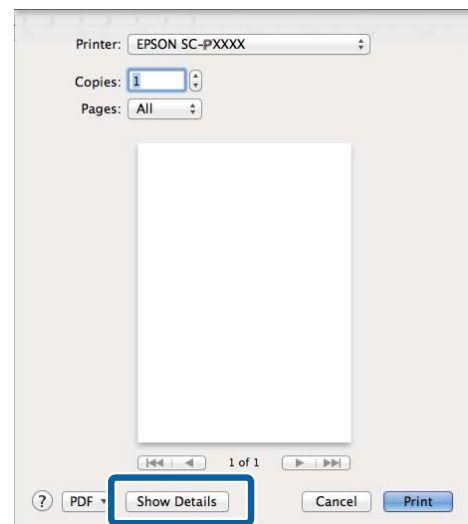 Printer: EPSON SC-PXXXX
Copies: 1
Pages: All
1 of 1
? PDF Show Details Cancel Print